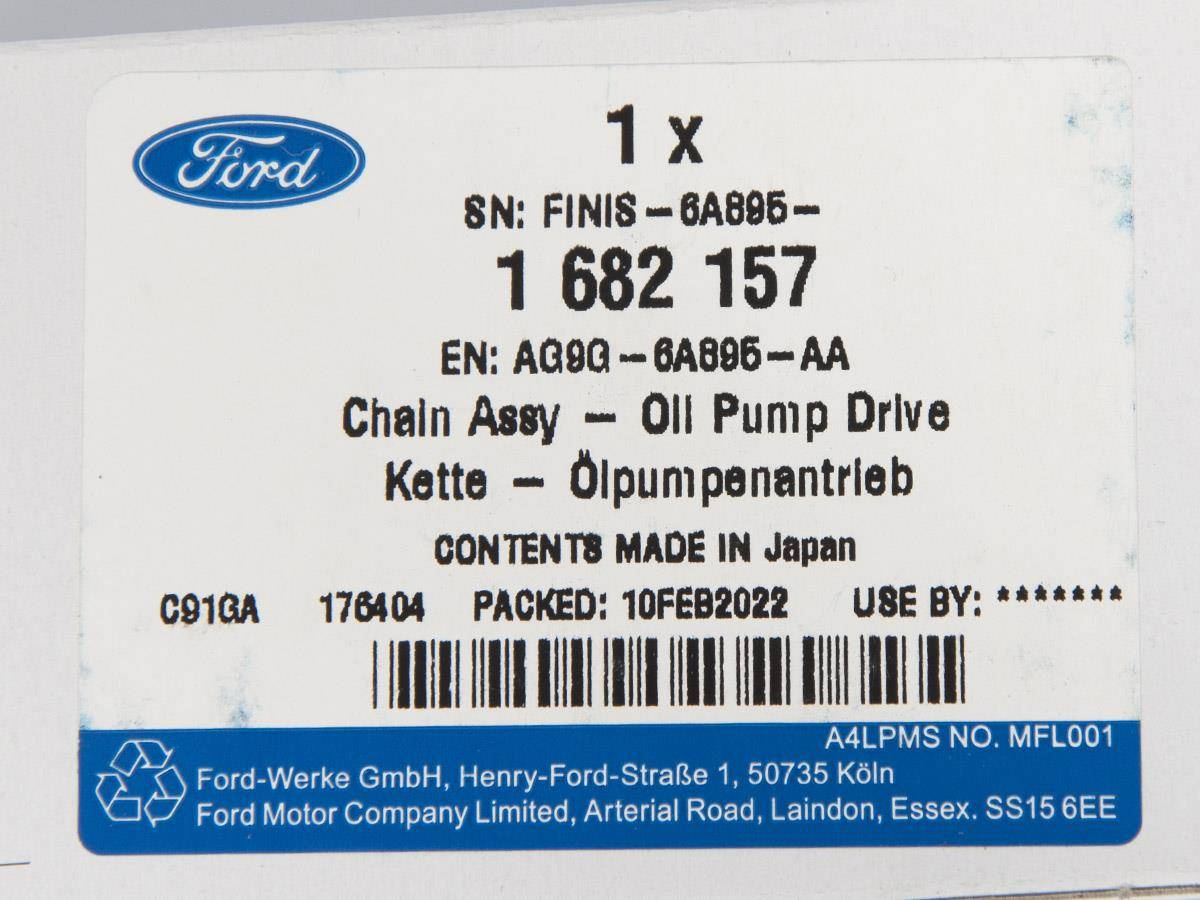 Ford
1 x
SN: FINIS-6A895-
1 682 157
EN: AG9G-6A895-AA
Chain Assy - Oil Pump Drive
Kette - Ölpumpenantrieb
CONTENTS MADE IN Japan
C91GA 176404 PACKED: 10FEB2022 USE BY: *******
A4LPMS NO. MFL001
Ford-Werke GmbH, Henry-Ford-Straße 1, 50735 Köln
Ford Motor Company Limited, Arterial Road, Laindon, Essex. SS15 6EE